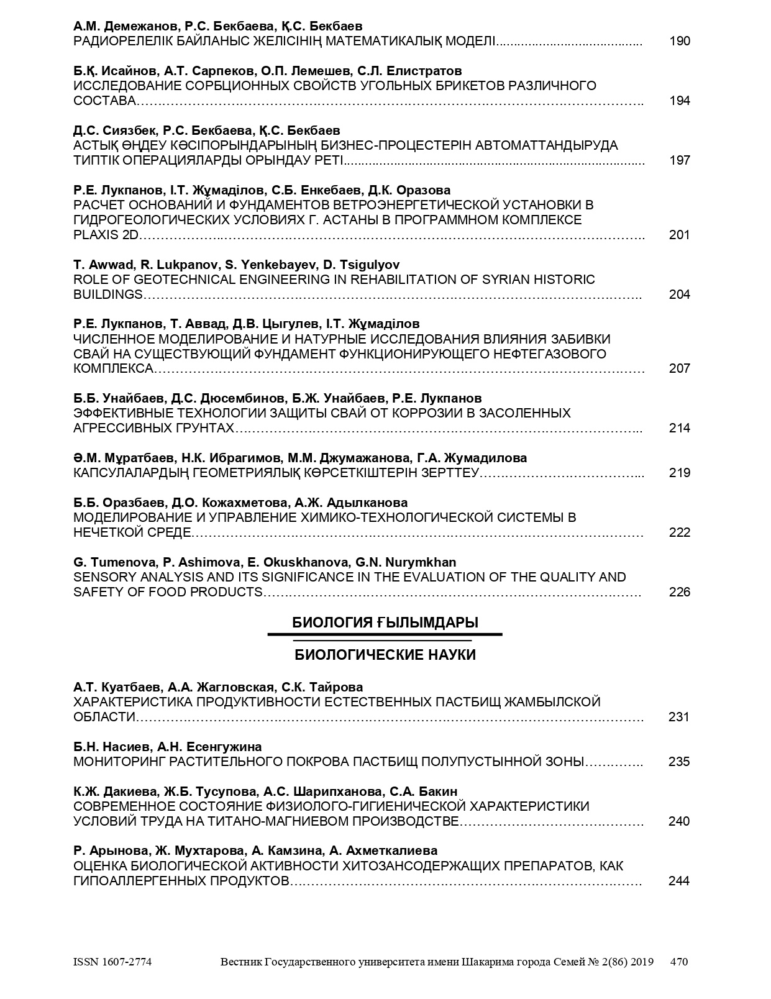 А.М. Демежанов, Р.С. Бекбаева, Қ.С. Бекбаев
РАДИОРЕЛЕЛІК БАЙЛАНЫС ЖЕЛІСІНІҢ МАТЕМАТИКАЛЫҚ МОДЕЛІ…………………………………… 190
Б.Қ. Исайнов, А.Т. Сарпеков, О.П. Лемешев, С.Л. Елистратов
ИССЛЕДОВАНИЕ СОРБЦИОННЫХ СВОЙСТВ УГОЛЬНЫХ БРИКЕТОВ РАЗЛИЧНОГО
СОСТАВА…………………………………………………………………………………………………………. 194
Д.С. Сиязбек, Р.С. Бекбаева, Қ.С. Бекбаев
АСТЫҚ ӨҢДЕУ КӘСІПОРЫНДАРЫНЫҢ БИЗНЕС-ПРОЦЕСТЕРІН АВТОМАТТАНДЫРУДА
ТИПТІК ОПЕРАЦИЯЛАРДЫ ОРЫНДАУ РЕТІ……………………………………………………………… 197
Р.Е. Лукпанов, І.Т. Жұмаділов, С.Б. Енкебаев, Д.К. Оразова
РАСЧЕТ ОСНОВАНИЙ И ФУНДАМЕНТОВ ВЕТРОЭНЕРГЕТИЧЕСКОЙ УСТАНОВКИ В
ГИДРОГЕОЛОГИЧЕСКИХ УСЛОВИЯХ Г. АСТАНЫ В ПРОГРАММНОМ КОМПЛЕКСЕ
PLAXIS 2D………………………………………………………………………………………………………. 201
T. Awwad, R. Lukpanov, S. Yenkebayev, D. Tsigulyov
ROLE OF GEOTECHNICAL ENGINEERING IN REHABILITATION OF SYRIAN HISTORIC
BUILDINGS………………………………………………………………………………………………………. 204
Р.Е. Лукпанов, Т. Аввад, Д.В. Цыгулев, І.Т. Жұмаділов
ЧИСЛЕННОЕ МОДЕЛИРОВАНИЕ И НАТУРНЫЕ ИССЛЕДОВАНИЯ ВЛИЯНИЯ ЗАБИВКИ
СВАЙ НА СУЩЕСТВУЮЩИЙ ФУНДАМЕНТ ФУНКЦИОНИРУЮЩЕГО НЕФТЕГАЗОВОГО
КОМПЛЕКСА……………………………………………………………………………………………………… 207
Б.Б. Унайбаев, Д.С. Дюсембинов, Б.Ж. Унайбаев, Р.Е. Лукпанов
ЭФФЕКТИВНЫЕ ТЕХНОЛОГИИ ЗАЩИТЫ СВАЙ ОТ КОРРОЗИИ В ЗАСОЛЕННЫХ
АГРЕССИВНЫХ ГРУНТАХ…………………………………………………………………………………….. 214
Ә.М. Мұратбаев, Н.К. Ибрагимов, М.М. Джумажанова, Г.А. Жумадилова
КАПСУЛАЛАРДЫҢ ГЕОМЕТРИЯЛЫҚ КӨРСЕТКІШТЕРІН ЗЕРТТЕУ………………………………... 219
Б.Б. Оразбаев, Д.О. Кожахметова, А.Ж. Адылканова
МОДЕЛИРОВАНИЕ И УПРАВЛЕНИЕ ХИМИКО-ТЕХНОЛОГИЧЕСКОЙ СИСТЕМЫ В
НЕЧЕТКОЙ СРЕДЕ……………………………………………………………………………………………… 222
G. Tumenova, P. Ashimova, E. Okuskhanova, G.N. Nurymkhan
SENSORY ANALYSIS AND ITS SIGNIFICANCE IN THE EVALUATION OF THE QUALITY AND
SAFETY OF FOOD PRODUCTS……………………………………………………………………………… 226
БИОЛОГИЯ ҒЫЛЫМДАРЫ
БИОЛОГИЧЕСКИЕ НАУКИ
А.Т. Куатбаев, А.А. Жагловская, С.К. Тайрова
ХАРАКТЕРИСТИКА ПРОДУКТИВНОСТИ ЕСТЕСТВЕННЫХ ПАСТБИЩ ЖАМБЫЛСКОЙ
ОБЛАСТИ………………………………………………………………………………………………………… 231
Б.Н. Насиев, А.Н. Есенгужина
МОНИТОРИНГ РАСТИТЕЛЬНОГО ПОКРОВА ПАСТБИЩ ПОЛУПУСТЫННОЙ ЗОНЫ…………. 235
К.Ж. Дакиева, Ж.Б. Тусупова, А.С. Шарипханова, С.А. Бакин
СОВРЕМЕННОЕ СОСТОЯНИЕ ФИЗИОЛОГО-ГИГИЕНИЧЕСКОЙ ХАРАКТЕРИСТИКИ
УСЛОВИЙ ТРУДА НА ТИТАНО-МАГНИЕВОМ ПРОИЗВОДСТВЕ…………………………………… 240
Р. Арынова, Ж. Мухтарова, А. Камзина, А. Ахметкалиева
ОЦЕНКА БИОЛОГИЧЕСКОЙ АКТИВНОСТИ ХИТОЗАНСОДЕРЖАЩИХ ПРЕПАРАТОВ, КАК
ГИПОАЛЛЕРГЕННЫХ ПРОДУКТОВ………………………………………………………………………… 244
ISSN 1607-2774 Вестник Государственного университета имени Шакарима города Семей № 2(86) 2019 470